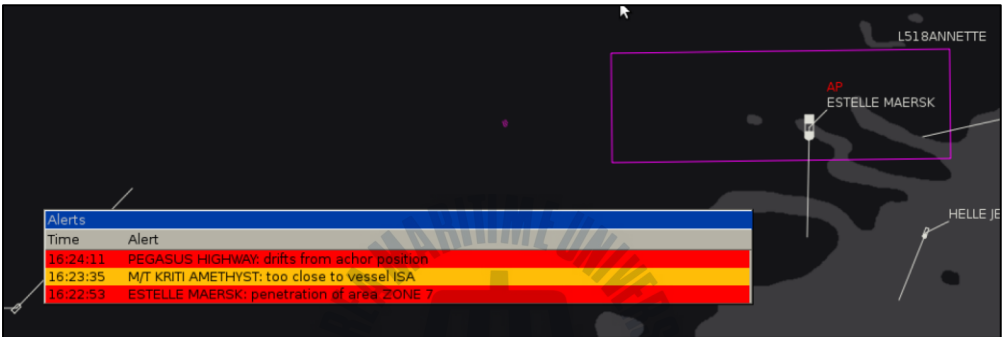 L518ANNETTE
AP
ESTELLE MAERSK
HELLE JE
Alerts
Time Alert
16:24:11 PEGASUS HIGHWAY: drifts from achor position
16:23:35 M/T KRITI AMETHYST: too close to vessel ISA
16:22:53 ESTELLE MAERSK: penetration of area ZONE 7
MARITIME UNIVER